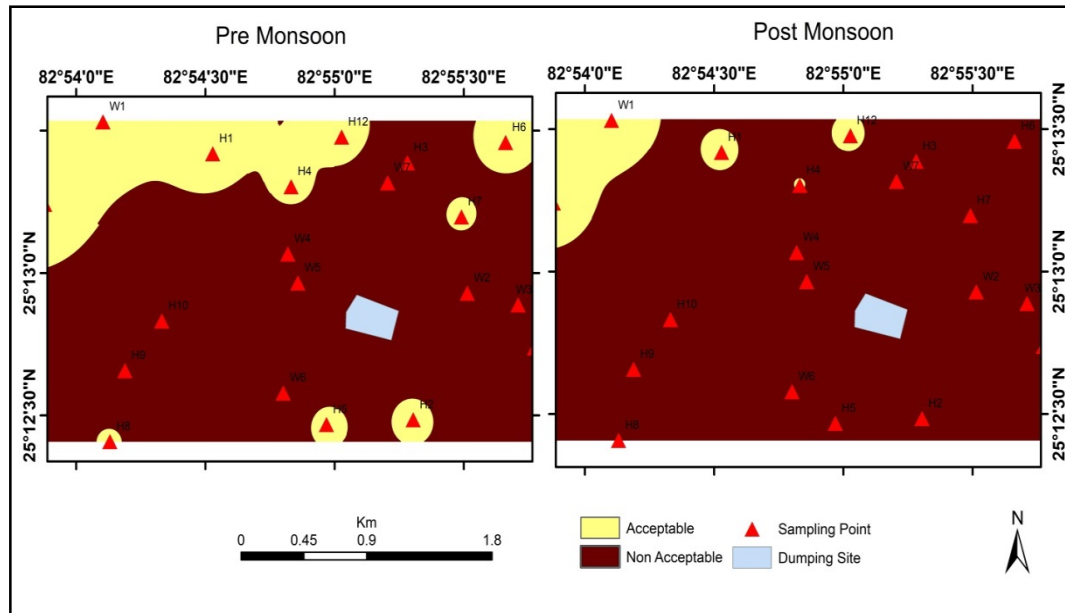 Pre Monsoon
82°54'0"E 82°54'30"E 82°55'0"E 82°55'30"E
W1
H12
H6
H1
H3
H4
W7
H7
W4
W5
W2
W3
H10
H9
W6
H5
H2
H8
25°13'0"N
25°12'30"N
Post Monsoon
82°54'0"E 82°54'30"E 82°55'0"E 82°55'30"E
W1
H12
H6
H1
H3
H4
W7
H7
W4
W5
W2
W3
H10
H9
W6
H5
H2
H8
25°13'30"N
25°13'0"N
25°12'30"N
Km
0 0.45 0.9 1.8
Acceptable
Non Acceptable
Sampling Point
Dumping Site
N